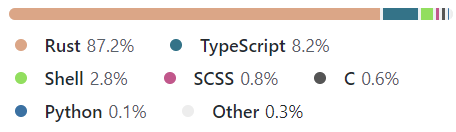 Rust 87.2% TypeScript 8.2%
Shell 2.8% SCSS 0.8% C 0.6%
Python 0.1% Other 0.3%